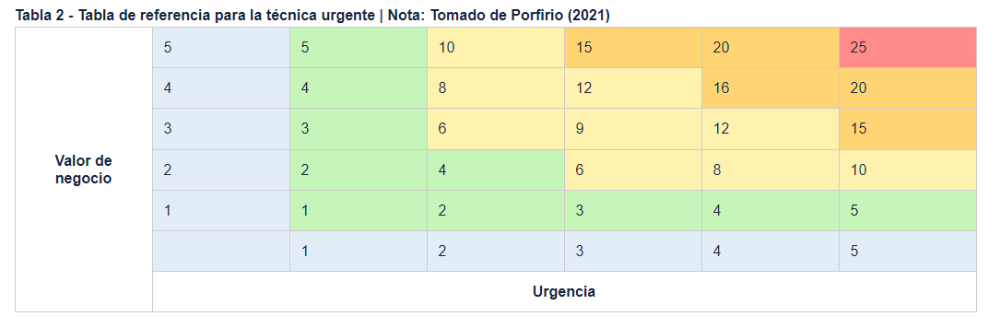 Tabla 2 - Tabla de referencia para la técnica urgente | Nota: Tomado de Porfirio (2021)
5 5 10 15 20 25
4 4 8 12 16 20
3 3 6 9 12 15
Valor de
negocio
2 2 4 6 8 10
1 1 2 3 4 5
1 2 3 4 5
Urgencia